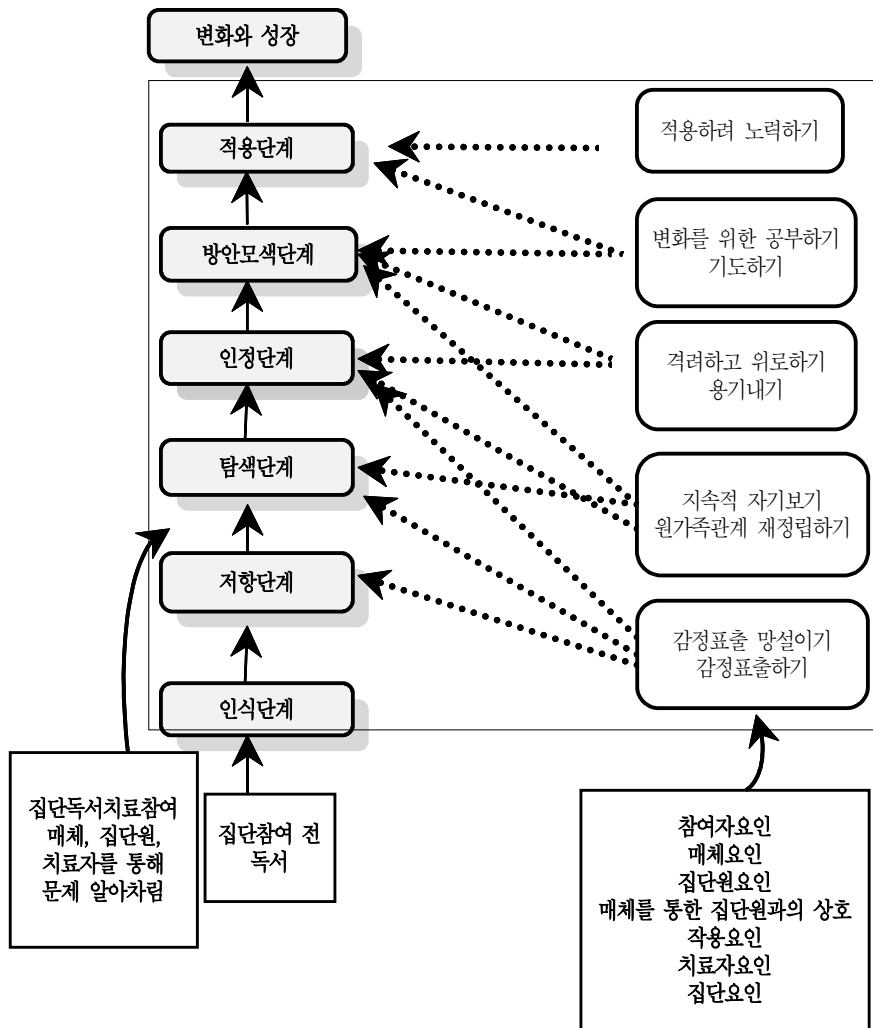 변화와 성장
적용단계
방안모색단계
인정단계
탐색단계
저항단계
인식단계
적용하려 노력하기
변화를 위한 공부하기
기도하기
격려하고 위로하기
용기내기
지속적 자기보기
원가족관계 재정립하기
감정표출 망설이기
감정표출하기
집단독서치료참여
매체, 집단원,
치료자를 통해
문제 알아차림
집단참여 전
독서
참여자요인
매체요인
집단원요인
매체를 통한 집단원과의 상호
작용요인
치료자요인
집단요인